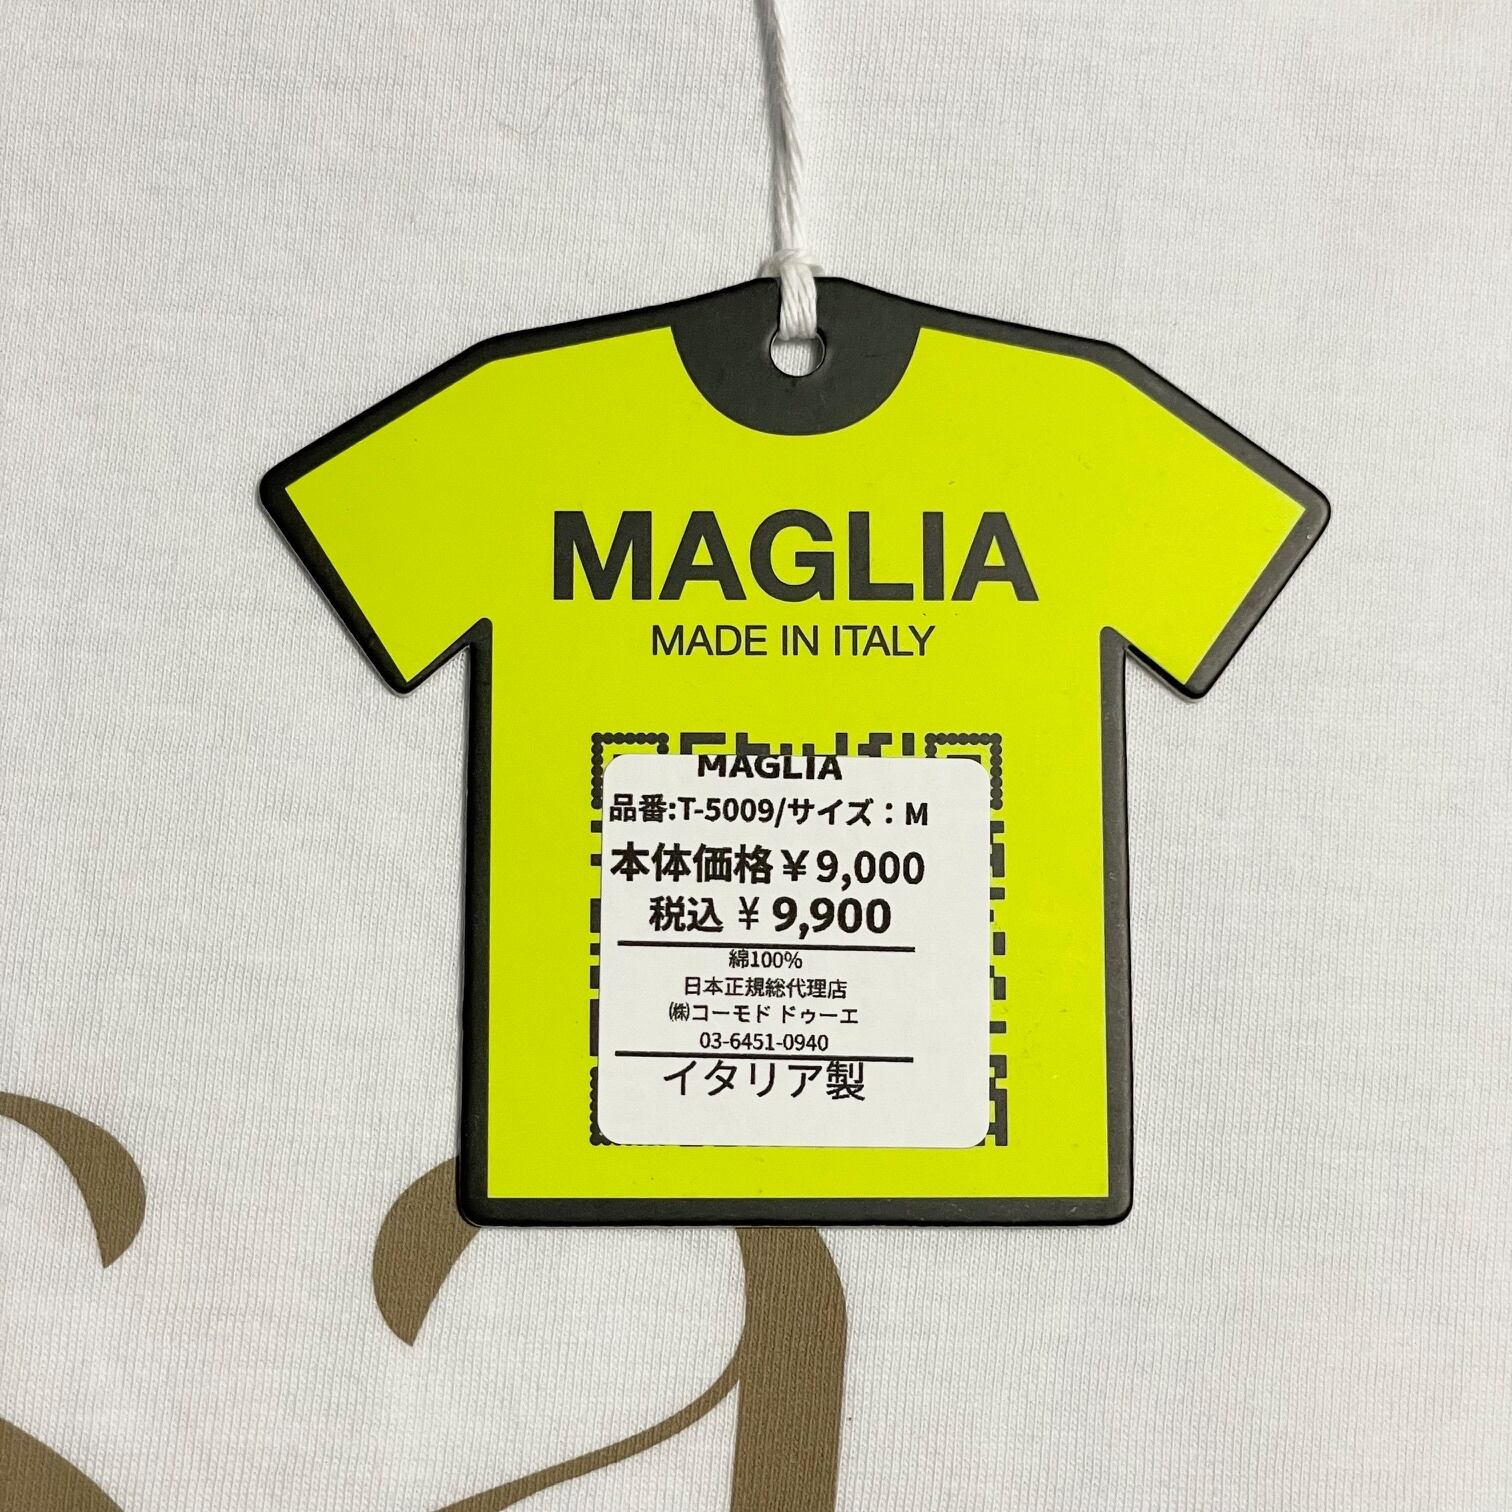 MAGLIA
MADE IN ITALY
MAGLIA
品番:T-5009/サイズ：M
本体価格￥9,000
税込￥9,900
綿100%
日本正規総代理店
㈱コーモド ドゥーエ
03-6451-0940
イタリア製